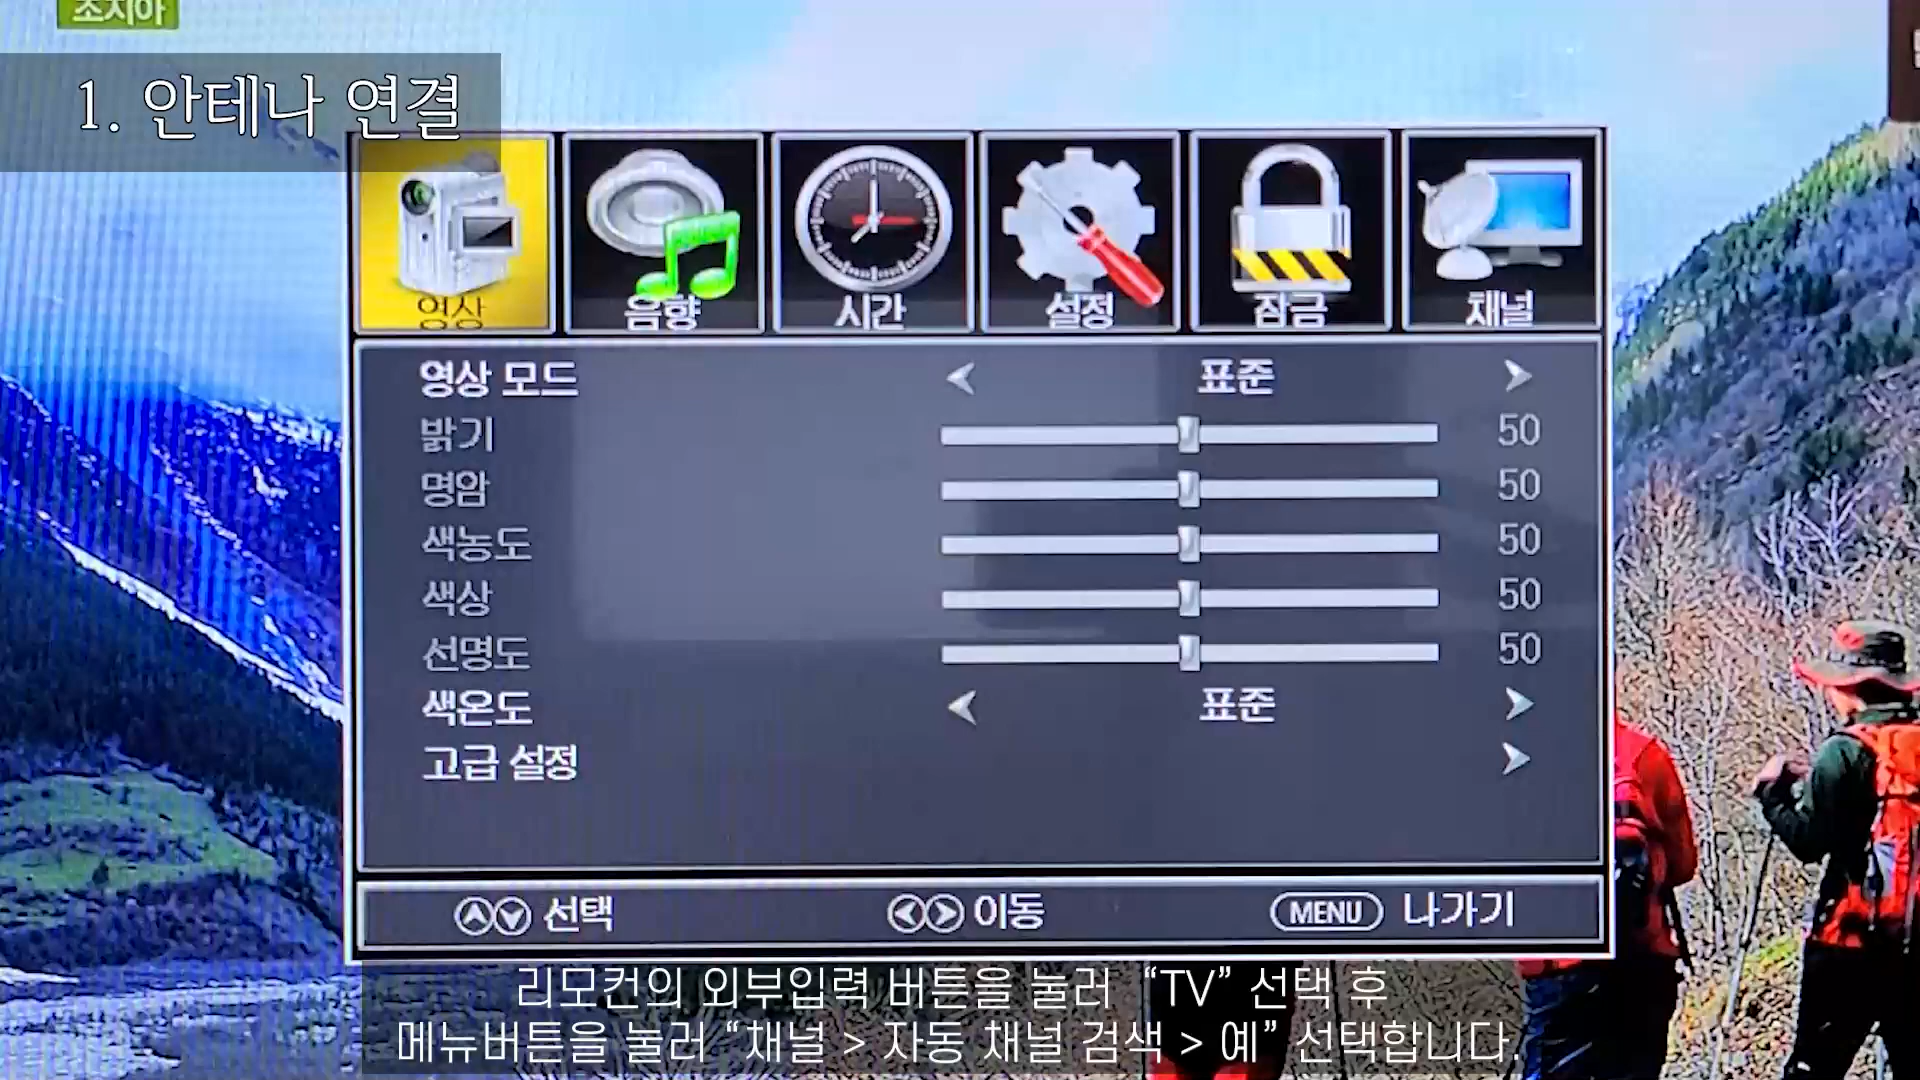 조지아
1. 안테나 연결
영상 음향 시간 설정 잠금 채널
영상 모드 표준
밝기 50
명암 50
색농도 50
색상 50
선명도 50
색온도 표준
고급 설정
선택 이동 MENU 나가기
리모컨의 외부입력 버튼을 눌러 “TV” 선택 후
메뉴버튼을 눌러 “채널 > 자동 채널 검색 > 예” 선택합니다.